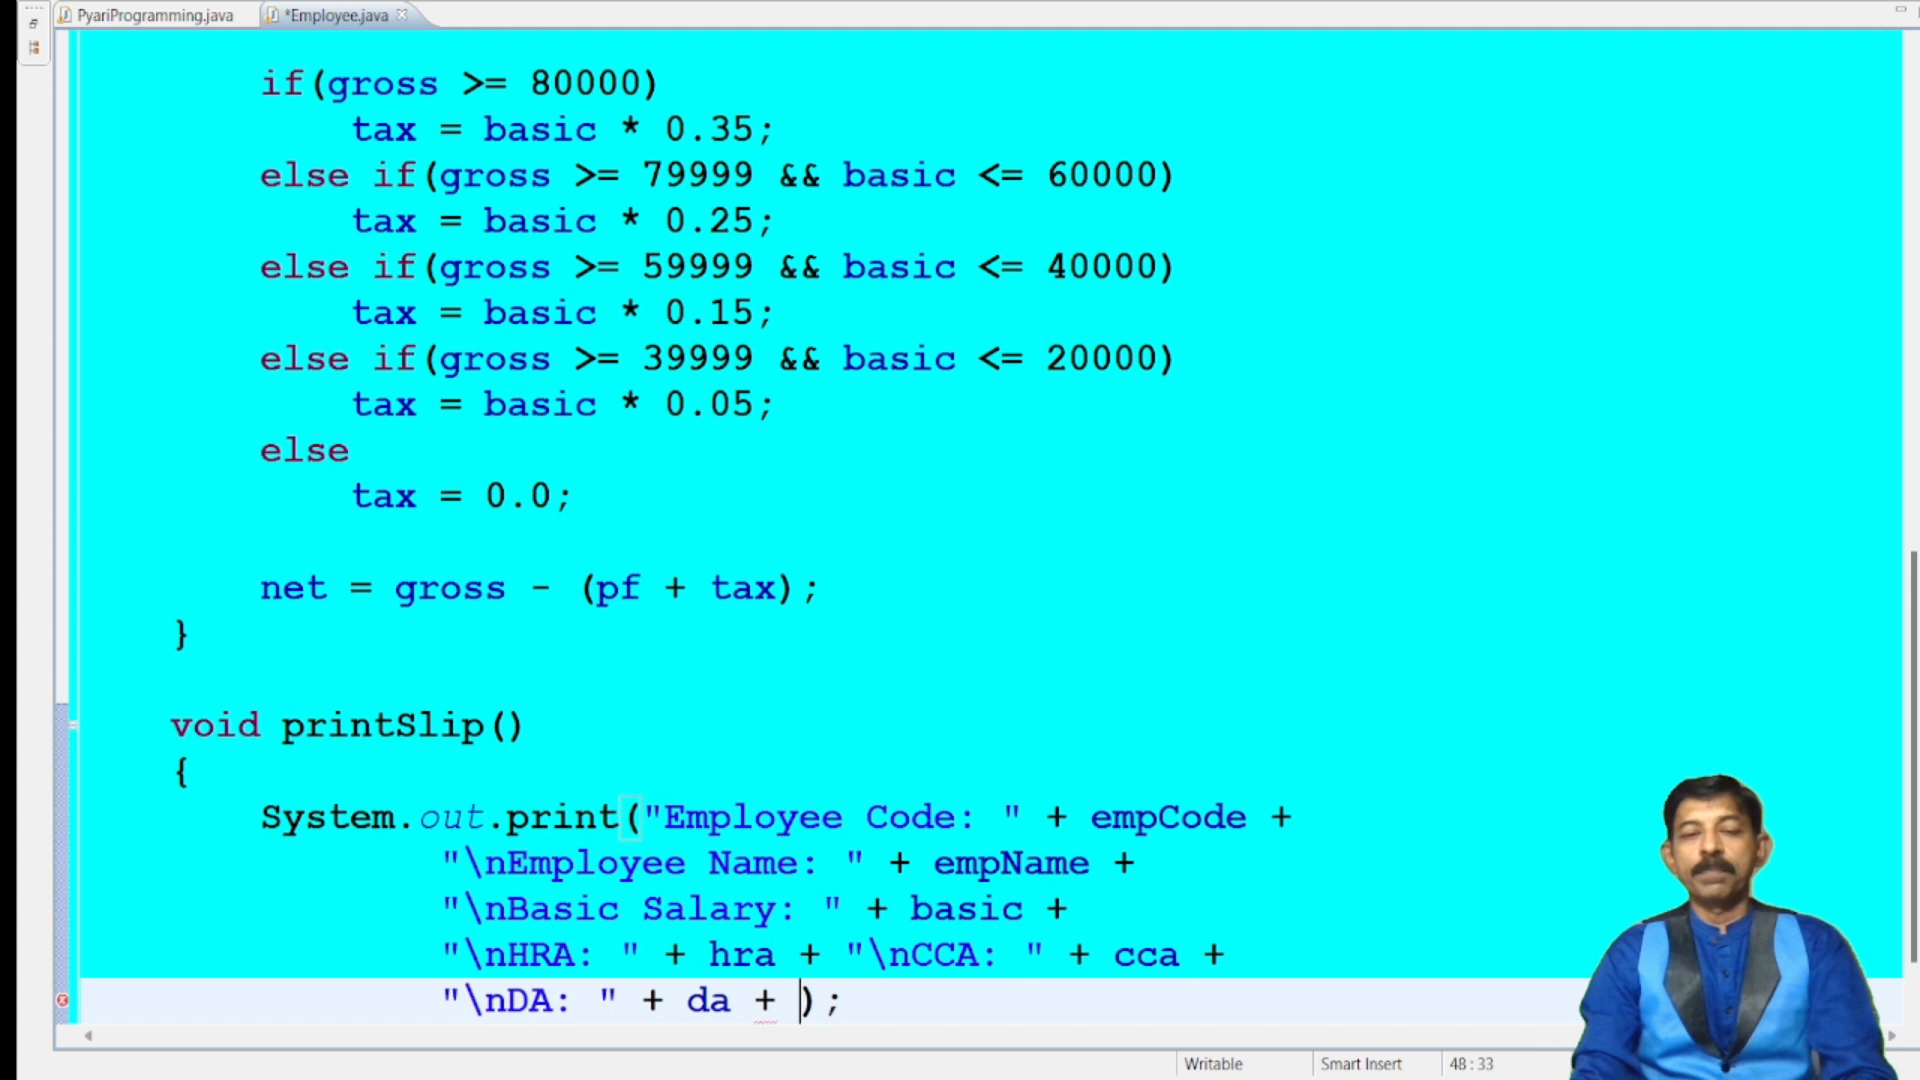 PyariProgramming.java
*Employee.java
if(gross >= 80000)
tax = basic * 0.35;
else if(gross >= 79999 && basic <= 60000)
tax = basic * 0.25;
else if(gross >= 59999 && basic <= 40000)
tax = basic * 0.15;
else if(gross >= 39999 && basic <= 20000)
tax = basic * 0.05;
else
tax = 0.0;
net = gross - (pf + tax);
}
void printSlip()
{
System.out.print("Employee Code: " + empCode +
"\nEmployee Name: " + empName +
"\nBasic Salary: " + basic +
"\nHRA: " + hra + "\nCCA: " + cca +
"\nDA: " + da + );
Writable
Smart Insert
48 : 33